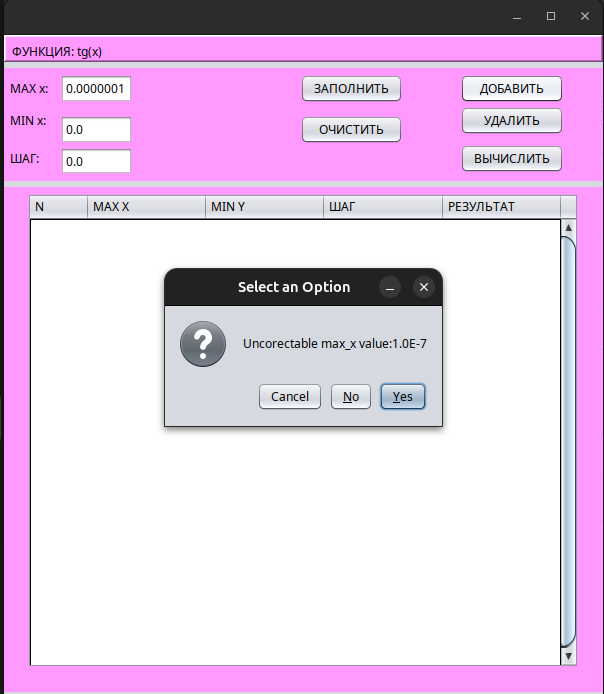 ФУНКЦИЯ: tg(x)
MAX x: 0.0000001 ЗАПОЛНИТЬ ДОБАВИТЬ
MIN x: 0.0 ОЧИСТИТЬ УДАЛИТЬ
ШАГ: 0.0 ВЫЧИСЛИТЬ
N MAX X MIN Y ШАГ РЕЗУЛЬТАТ
Select an Option
Uncorectable max_x value:1.0E-7
Cancel No Yes